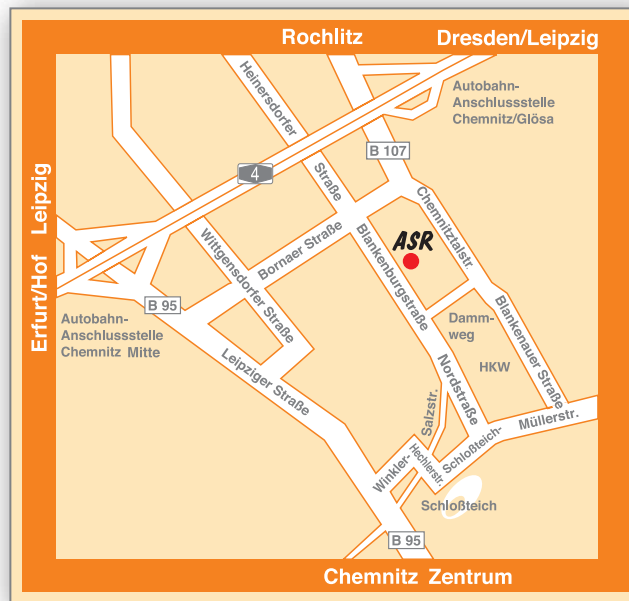 Rochlitz
Dresden/Leipzig
Erfurt/Hof Leipzig
Heinersdorfer
Straße
Autobahn-
Anschlussstelle
Chemnitz/Glösa
B 107
4
Chemnitztalstr.
Wittgensdorfer Straße
Bornaer Straße
Blankenburgstraße
ASR
B 95
Autobahn-
Anschlussstelle
Chemnitz Mitte
Blankenauer Straße
Damm-
weg
HKW
Leipziger Straße
Nordstraße
Salzstr.
Müllerstr.
Schloßteich-
Hechlerstr.
Winkler-
Schloßteich
B 95
Chemnitz Zentrum